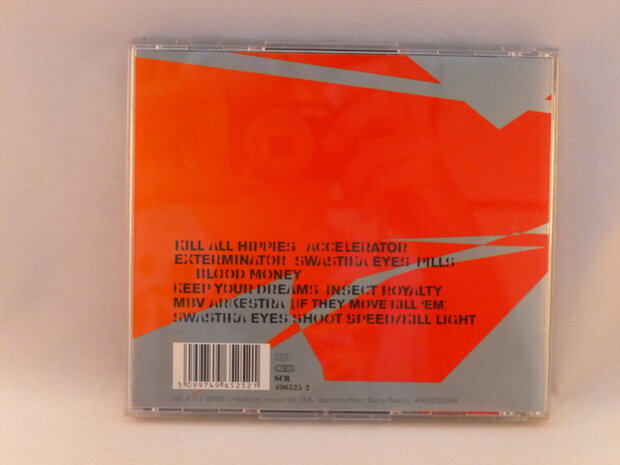 KILL ALL HIPPIES ACCELERATOR
EXTERMINATOR SWASTIKA EYES PILLS
BLOOD MONEY
KEEP YOUR DREAMS INSECT ROYALTY
MBV ARKESTRA (IF THEY MOVE KILL 'EM)
SWASTIKA EYES SHOOT SPEED/KILL LIGHT
SCR
496525 2
5 099749 652521
(p) & (c) 2000 creation records ltd. distribution Sony Music. 4965252000